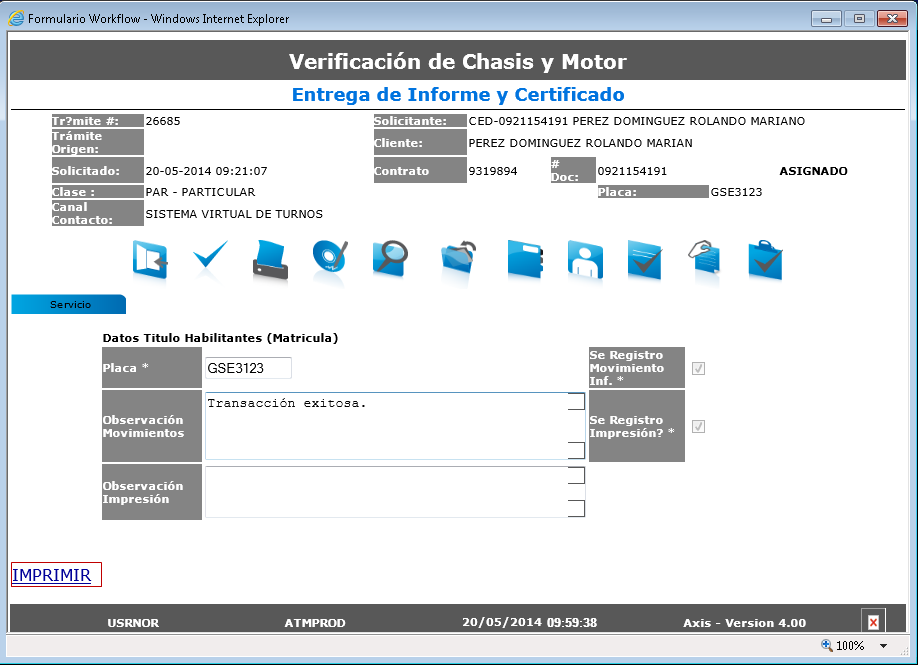 Formulario Workflow - Windows Internet Explorer
Verificación de Chasis y Motor
Entrega de Informe y Certificado
Tr?mite #: 26685 Solicitante: CED-0921154191 PEREZ DOMINGUEZ ROLANDO MARIANO
Trámite
Origen: Cliente: PEREZ DOMINGUEZ ROLANDO MARIAN
Solicitado: 20-05-2014 09:21:07 Contrato 9319894 # Doc: 0921154191 ASIGNADO
Clase : PAR - PARTICULAR Placa: GSE3123
Canal
Contacto: SISTEMA VIRTUAL DE TURNOS
Servicio
Datos Titulo Habilitantes (Matricula)
Placa * GSE3123
Se Registro
Movimiento
Inf. *
Observación
Movimientos
Transacción exitosa.
Se Registro
Impresión? *
Observación
Impresión
IMPRIMIR
USRNOR ATMPROD 20/05/2014 09:59:38 Axis - Version 4.00
100%